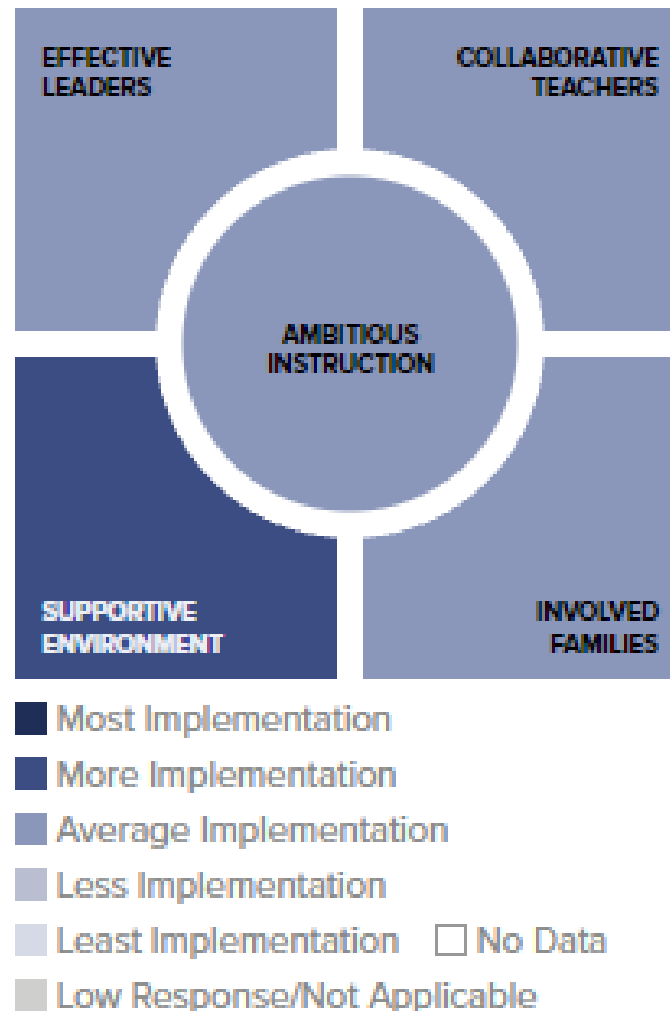 EFFECTIVE
LEADERS
COLLABORATIVE
TEACHERS
AMBITIOUS
INSTRUCTION
SUPPORTIVE
ENVIRONMENT
INVOLVED
FAMILIES
Most Implementation
More Implementation
Average Implementation
Less Implementation
Least Implementation No Data
Low Response/Not Applicable